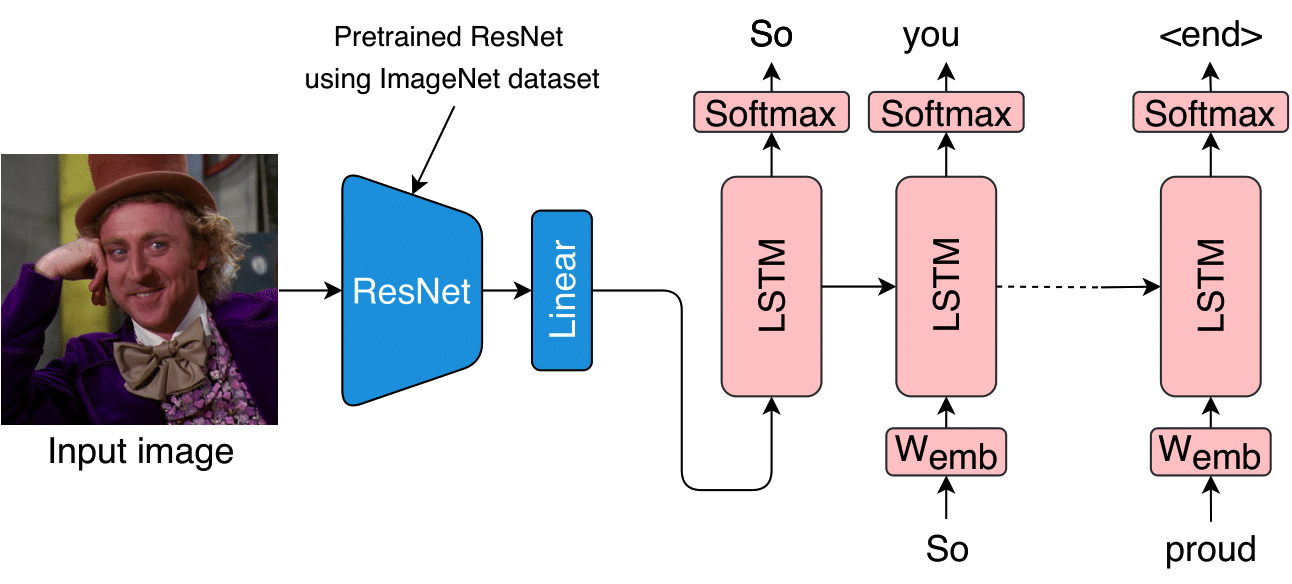 Pretrained ResNet
using ImageNet dataset
So
you
<end>
Softmax
Softmax
Softmax
ResNet
Linear
LSTM
LSTM
LSTM
Input image
Wemb
Wemb
So
proud